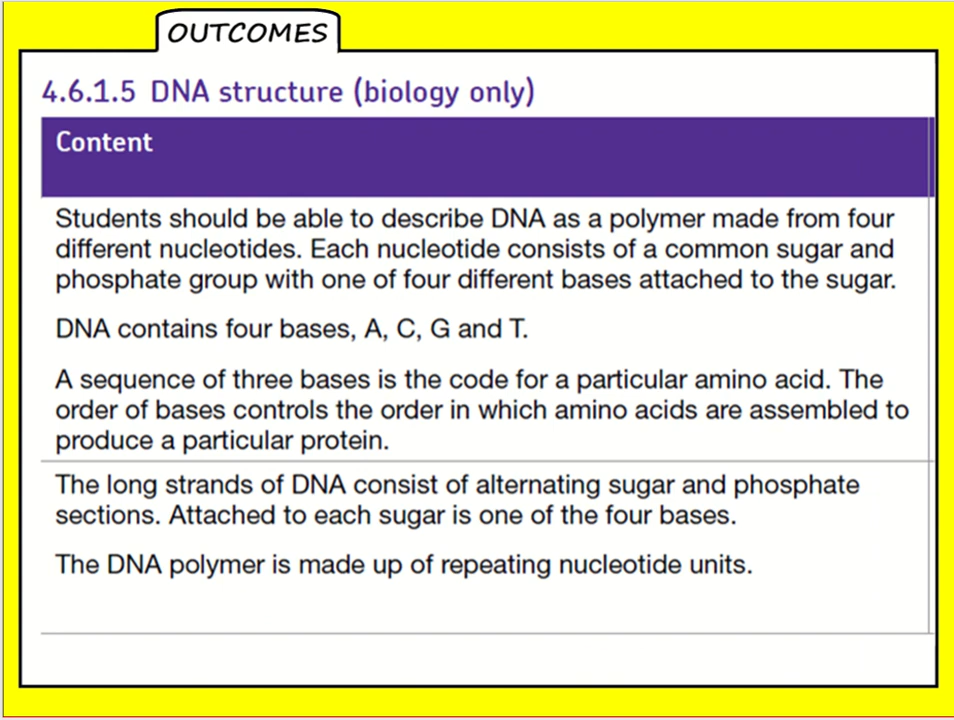 OUTCOMES
4.6.1.5 DNA structure (biology only)
Content
Students should be able to describe DNA as a polymer made from four
different nucleotides. Each nucleotide consists of a common sugar and
phosphate group with one of four different bases attached to the sugar.
DNA contains four bases, A, C, G and T.
A sequence of three bases is the code for a particular amino acid. The
order of bases controls the order in which amino acids are assembled to
produce a particular protein.
The long strands of DNA consist of alternating sugar and phosphate
sections. Attached to each sugar is one of the four bases.
The DNA polymer is made up of repeating nucleotide units.